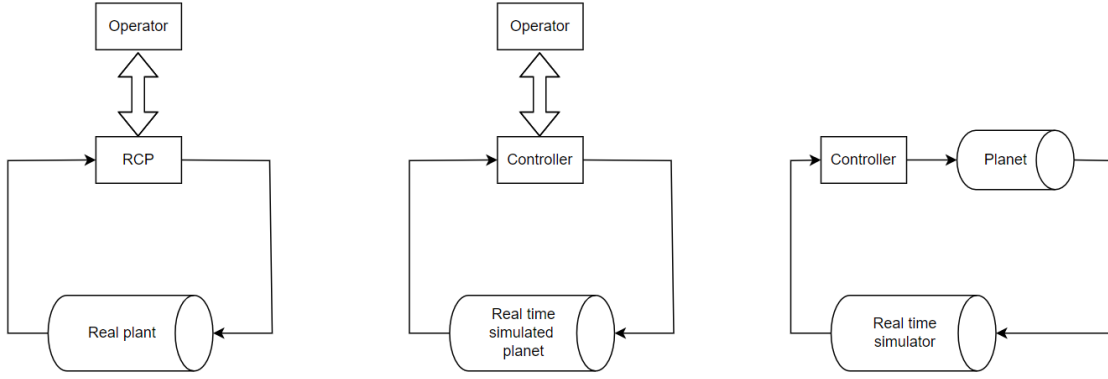 Operator
RCP
Real plant
Operator
Controller
Real time
simulated
planet
Controller
Planet
Real time
simulator